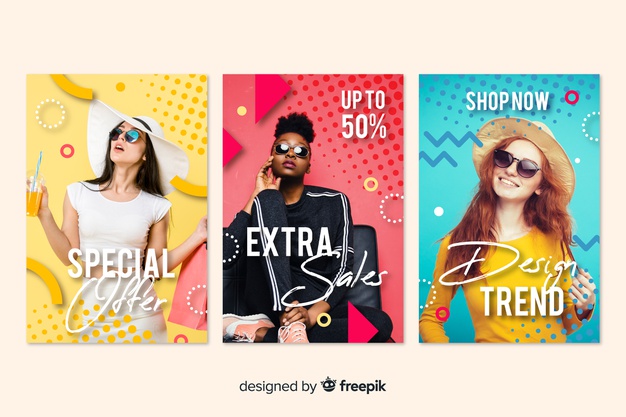 SPECIAL
Offer
UP TO
50%
EXTRA
Sales
SHOP NOW
Design
TREND
designed by freepik